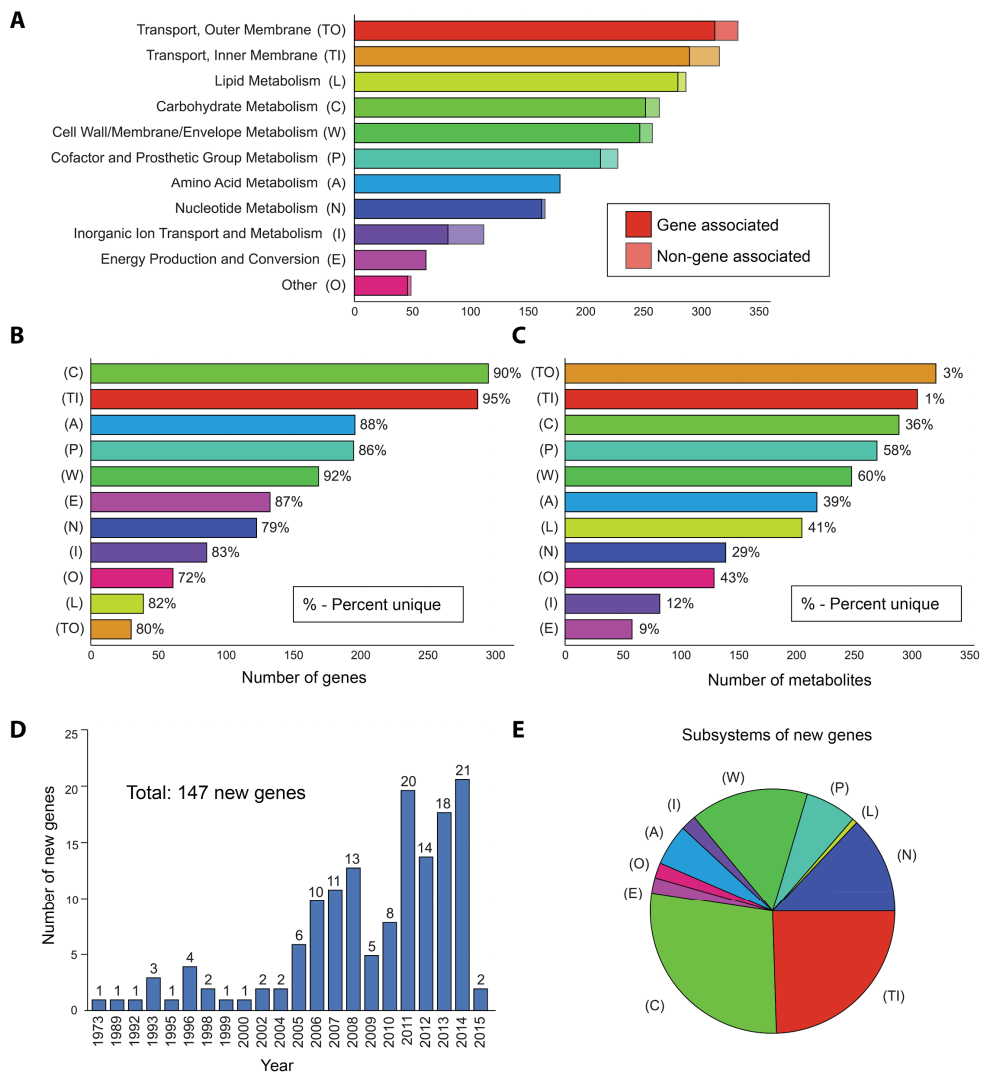 A
Transport, Outer Membrane (TO)
Transport, Inner Membrane (TI)
Lipid Metabolism (L)
Carbohydrate Metabolism (C)
Cell Wall/Membrane/Envelope Metabolism (W)
Cofactor and Prosthetic Group Metabolism (P)
Amino Acid Metabolism (A)
Nucleotide Metabolism (N)
Inorganic Ion Transport and Metabolism (I)
Energy Production and Conversion (E)
Other (O)
Gene associated
Non-gene associated
0 50 100 150 200 250 300 350
B
(C) 90%
(TI) 95%
(A) 88%
(P) 86%
(W) 92%
(E) 87%
(N) 79%
(I) 83%
(O) 72%
(L) 82%
(TO) 80%
% - Percent unique
0 50 100 150 200 250 300
Number of genes
C
(TO) 3%
(TI) 1%
(C) 36%
(P) 58%
(W) 60%
(A) 39%
(L) 41%
(N) 29%
(O) 43%
(I) 12%
(E) 9%
% - Percent unique
0 50 100 150 200 250 300 350
Number of metabolites
D
Number of new genes
25
20
15
10
5
0
Total: 147 new genes
1 1 1 3 1 4 2 1 1 2 2 6 10 11 13 5 8 20 14 18 21 2
1973 1989 1992 1993 1995 1996 1998 1999 2000 2002 2004 2005 2006 2007 2008 2009 2010 2011 2012 2013 2014 2015
Year
E
Subsystems of new genes
(W)
(P)
(L)
(N)
(TI)
(C)
(E)
(O)
(A)
(I)